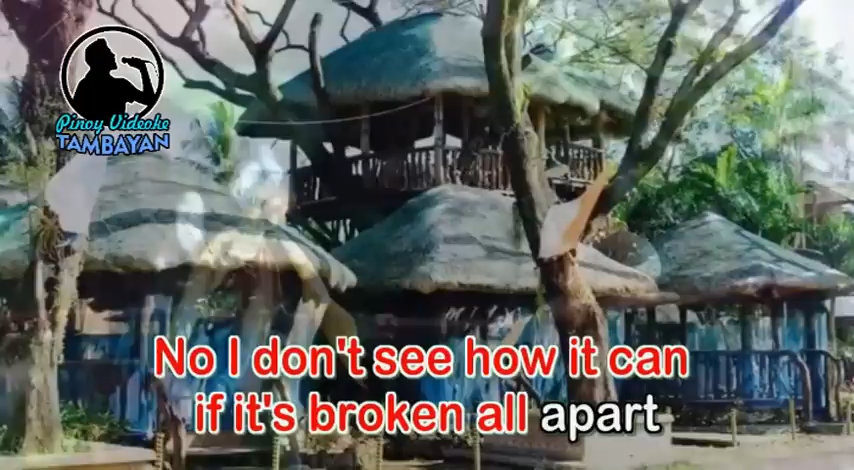 Pinoy Videoke
TAMBAYAN
No I don't see how it can
if it's broken all apart